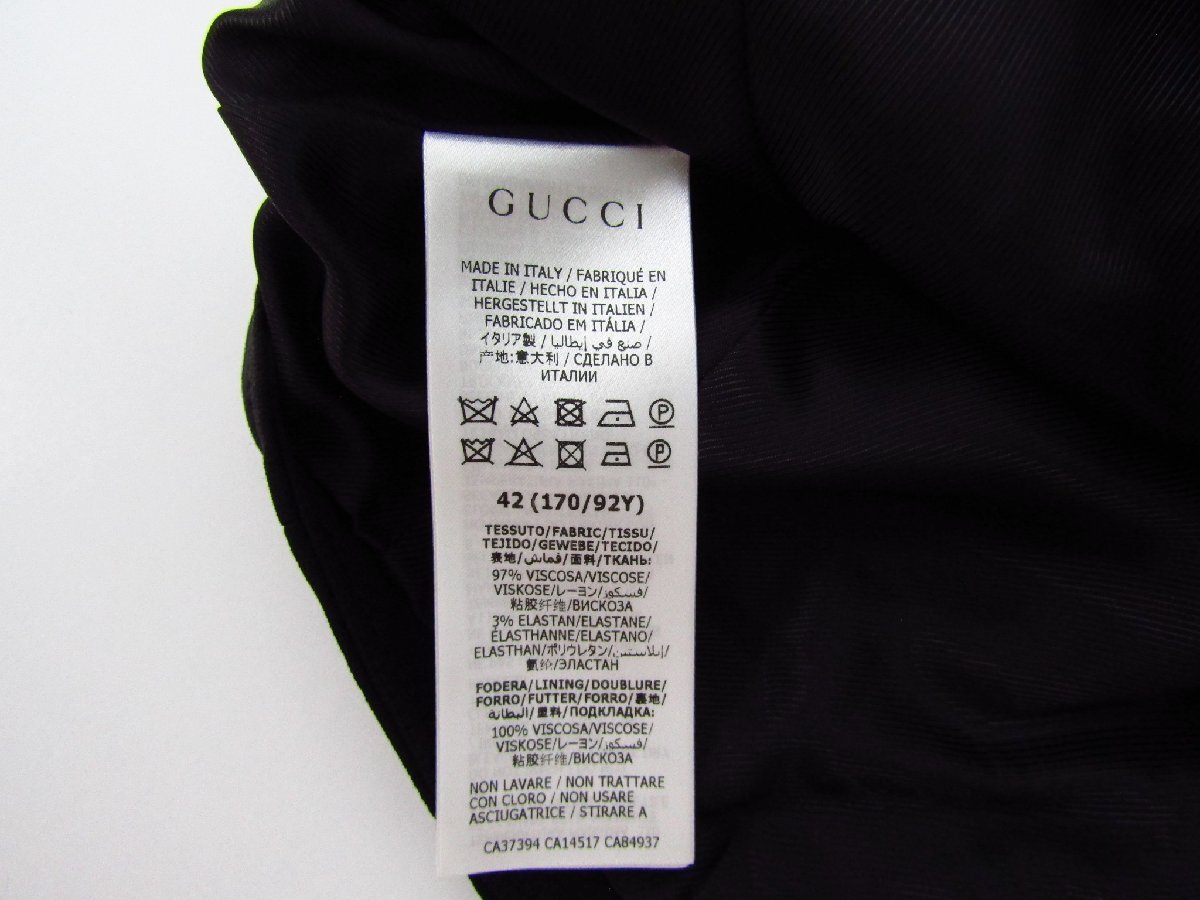 GUCCI
MADE IN ITALY / FABRIQUÉ EN
ITALIE / HECHO EN ITALIA /
HERGESTELLT IN ITALIEN /
FABRICADO EM ITÁLIA /
イタリア製 / صنع في إيطاليا /
产地:意大利 / СДЕЛАНО В
ИТАЛИИ
P
P
42 (170/92Y)
TESSUTO/FABRIC/TISSU/
TEJIDO/GEWEBE/TECIDO/
表地/قماش/面料/ТКАНЬ:
97% VISCOSA/VISCOSE/
VISKOSE/レーヨン/فسكوز/
粘胶纤维/ВИСКОЗА
3% ELASTAN/ELASTANE/
ÉLASTHANNE/ELASTANO/
ELASTHAN/ポリウレタン/إيلاستين/
氨纶/ЭЛАСТАН
FODERA/LINING/DOUBLURE/
FORRO/FUTTER/FORRO/裏地/
البطانة/里料/ПОДКЛАДКА:
100% VISCOSA/VISCOSE/
VISKOSE/レーヨン/فسكوز/
粘胶纤维/ВИСКОЗА
NON LAVARE / NON TRATTARE
CON CLORO / NON USARE
ASCIUGATRICE / STIRARE A
CA37394 CA14517 CA84937